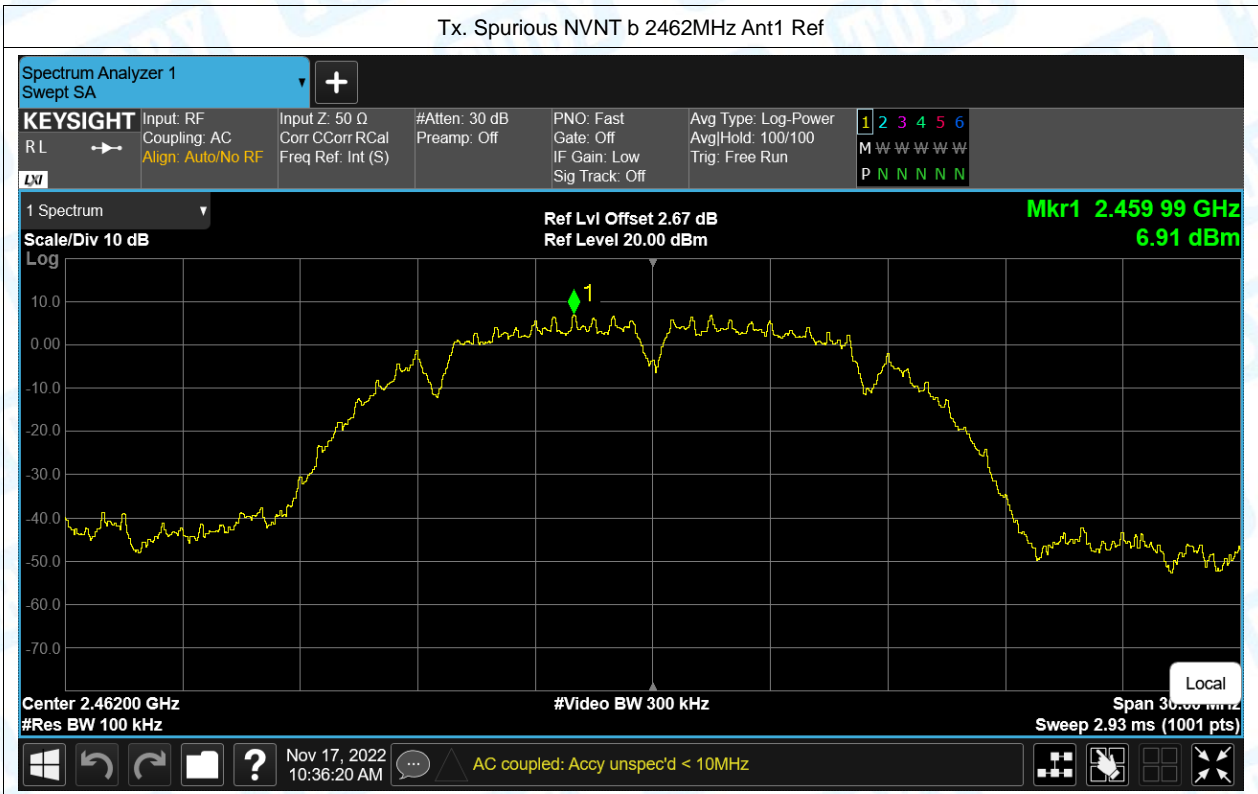 Tx. Spurious NVNT b 2462MHz Ant1 Ref
Spectrum Analyzer 1
Swept SA
KEYSIGHT
RL
LXI
Input: RF
Coupling: AC
Align: Auto/No RF
Input Z: 50 Ω
Corr CCorr RCal
Freq Ref: Int (S)
#Atten: 30 dB
Preamp: Off
PNO: Fast
Gate: Off
IF Gain: Low
Sig Track: Off
Avg Type: Log-Power
Avg|Hold: 100/100
Trig: Free Run
1 2 3 4 5 6
M W W W W W
P N N N N N
1 Spectrum
Scale/Div 10 dB
Log
Ref Lvl Offset 2.67 dB
Ref Level 20.00 dBm
Mkr1 2.459 99 GHz
6.91 dBm
1
10.0
0.00
-10.0
-20.0
-30.0
-40.0
-50.0
-60.0
-70.0
Local
Center 2.46200 GHz
#Res BW 100 kHz
#Video BW 300 kHz
Span 30.00 MHz
Sweep 2.93 ms (1001 pts)
?
Nov 17, 2022
10:36:20 AM
AC coupled: Accy unspec'd < 10MHz